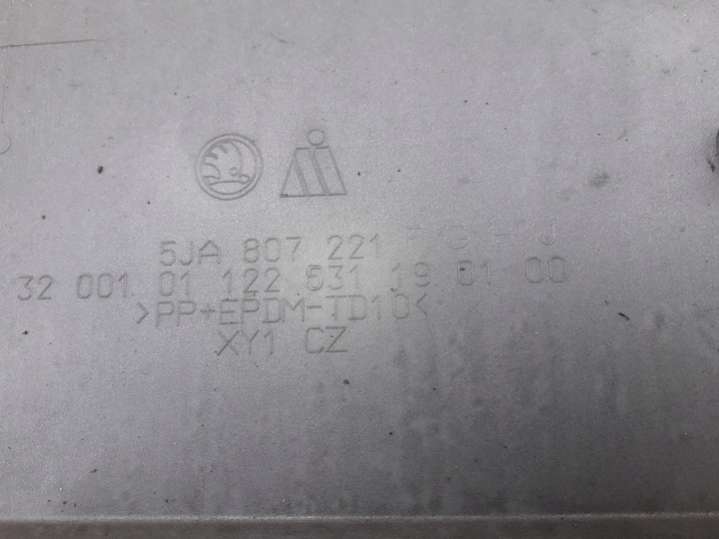 5JA 807 221
32 001 01 122 631 19 01 00
>PP+EPDM-TD10<
XY1 CZ